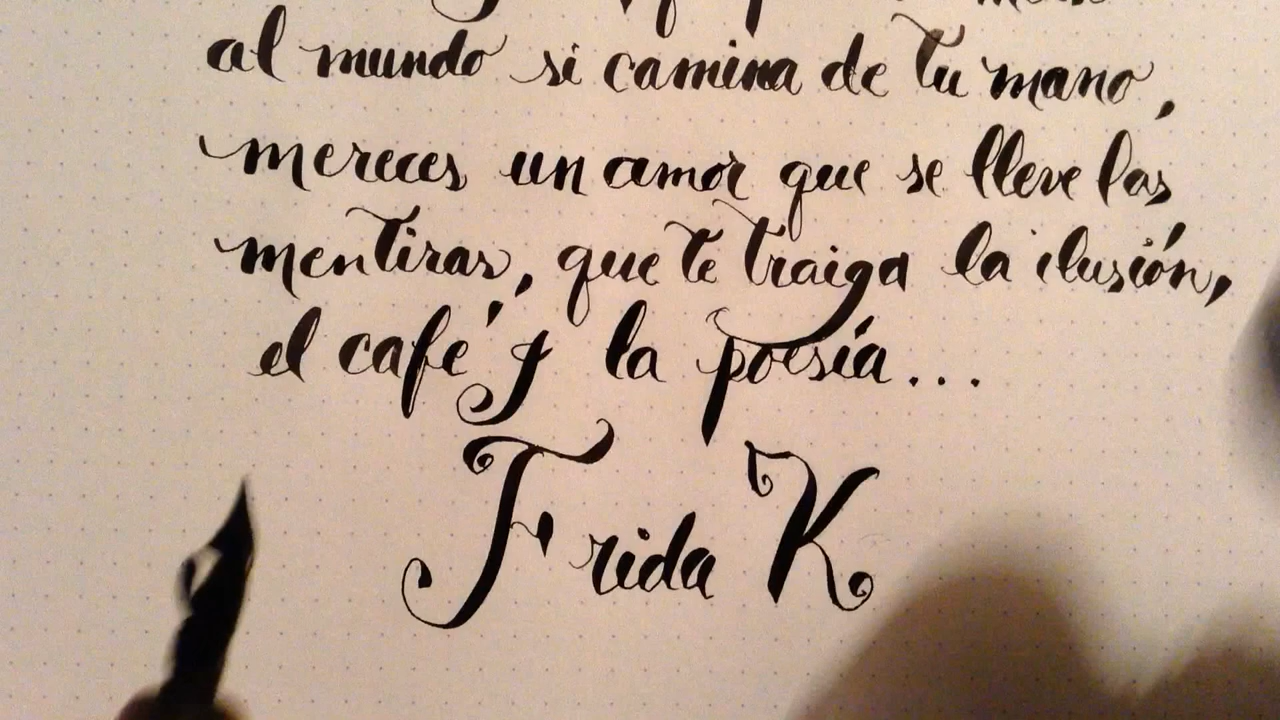 al mundo si camina de tu mano,
mereces un amor que se lleve las
mentiras, que te traiga la ilusión,
el café y la poesía...
Frida K